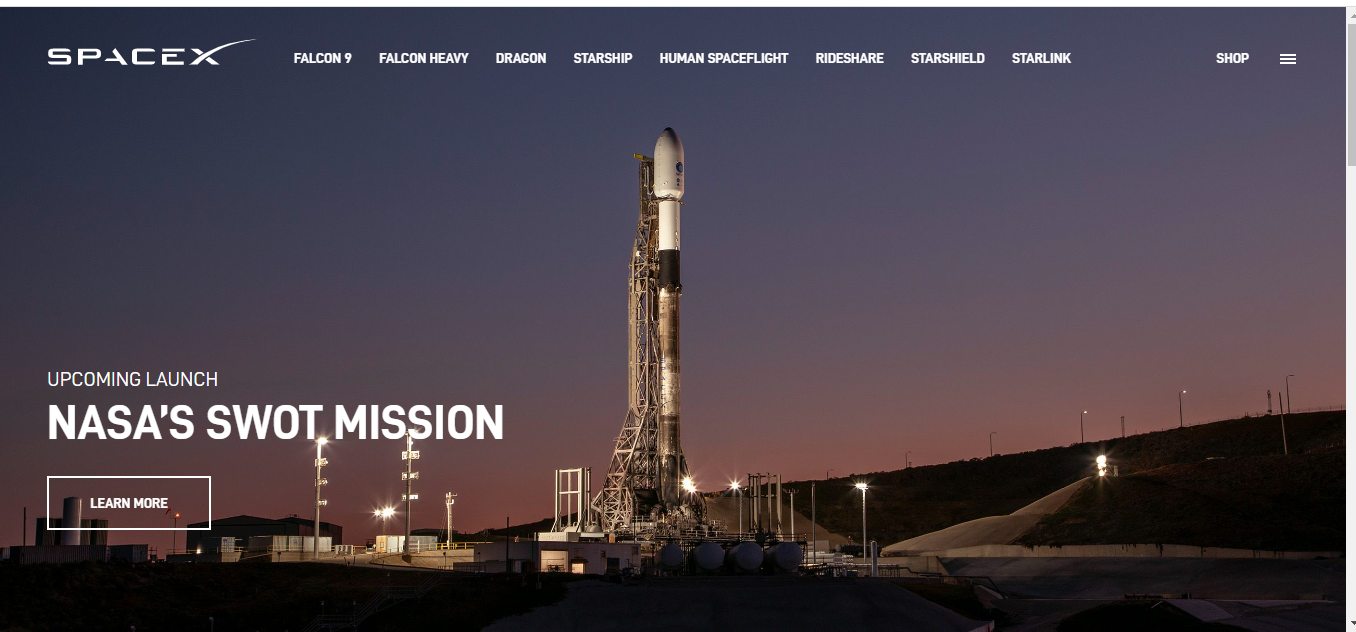 SPACEX FALCON 9 FALCON HEAVY DRAGON STARSHIP HUMAN SPACEFLIGHT RIDESHARE STARSHIELD STARLINK SHOP
UPCOMING LAUNCH
NASA'S SWOT MISSION
LEARN MORE